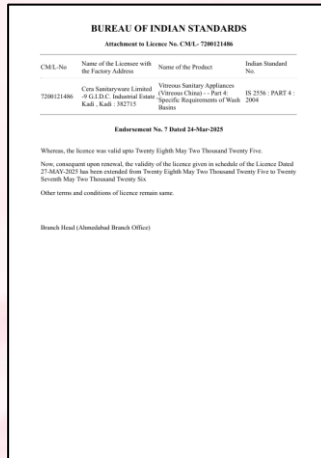 BUREAU OF INDIAN STANDARDS
Attachment to Licence No. CM/L- 7200121486
CM/L-No
Name of the Licensee with
the Factory Address
Name of the Product
Indian Standard
No.
7200121486
Cera Sanitaryware Limited
-9 G.I.D.C. Industrial Estate
Kadi , Kadi : 382715
Vitreous Sanitary Appliances
(Vitreous China) - - Part 4:
Specific Requirements of Wash
Basins
IS 2556 : PART 4 :
2004
Endorsement No. 7 Dated 24-Mar-2025
Whereas, the licence was valid upto Twenty Eighth May Two Thousand Twenty Five.
Now, consequent upon renewal, the validity of the licence given in schedule of the Licence Dated
27-MAY-2025 has been extended from Twenty Eighth May Two Thousand Twenty Five to Twenty
Seventh May Two Thousand Twenty Six
Other terms and conditions of licence remain same.
Branch Head (Ahmedabad Branch Office)